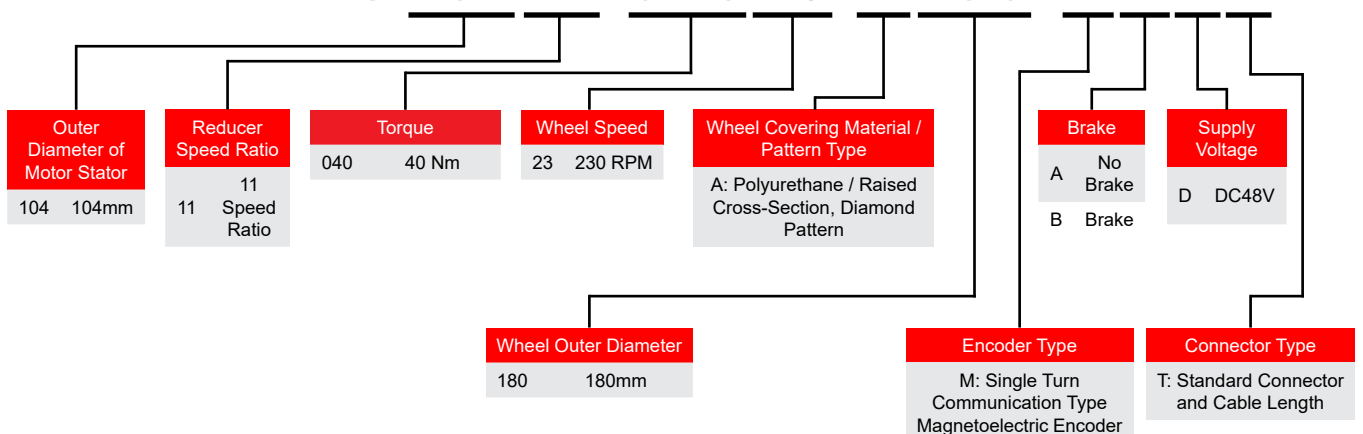 Outer
Diameter of
Motor Stator
104 104mm
Reducer
Speed Ratio
11 11
Speed
Ratio
Torque
040 40 Nm
Wheel Speed
23 230 RPM
Wheel Covering Material /
Pattern Type
A: Polyurethane / Raised
Cross-Section, Diamond
Pattern
Brake
A No
Brake
B Brake
Supply
Voltage
D DC48V
Wheel Outer Diameter
180 180mm
Encoder Type
M: Single Turn
Communication Type
Magnetoelectric Encoder
Connector Type
T: Standard Connector
and Cable Length